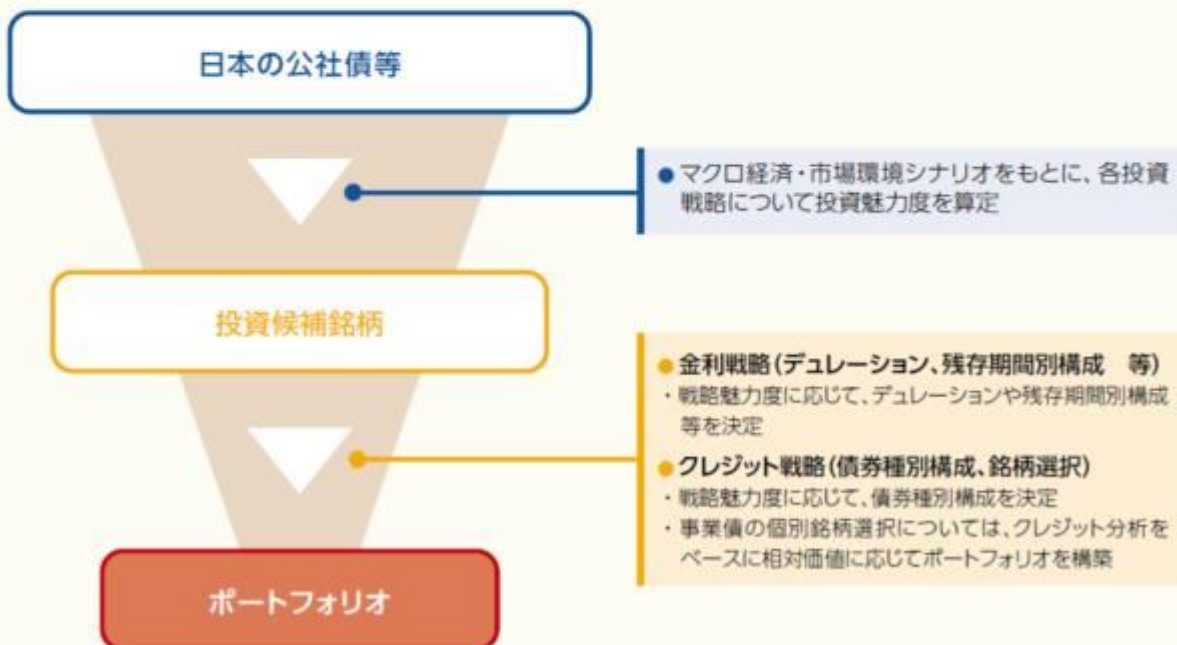 日本の公社債等
●マクロ経済・市場環境シナリオをもとに、各投資
戦略について投資魅力度を算定
投資候補銘柄
●金利戦略(デュレーション、残存期間別構成　等)
・戦略魅力度に応じて、デュレーションや残存期間別構成
等を決定
●クレジット戦略(債券種別構成、銘柄選択)
・戦略魅力度に応じて、債券種別構成を決定
・事業債の個別銘柄選択については、クレジット分析を
ベースに相対価値に応じてポートフォリオを構築
ポートフォリオ